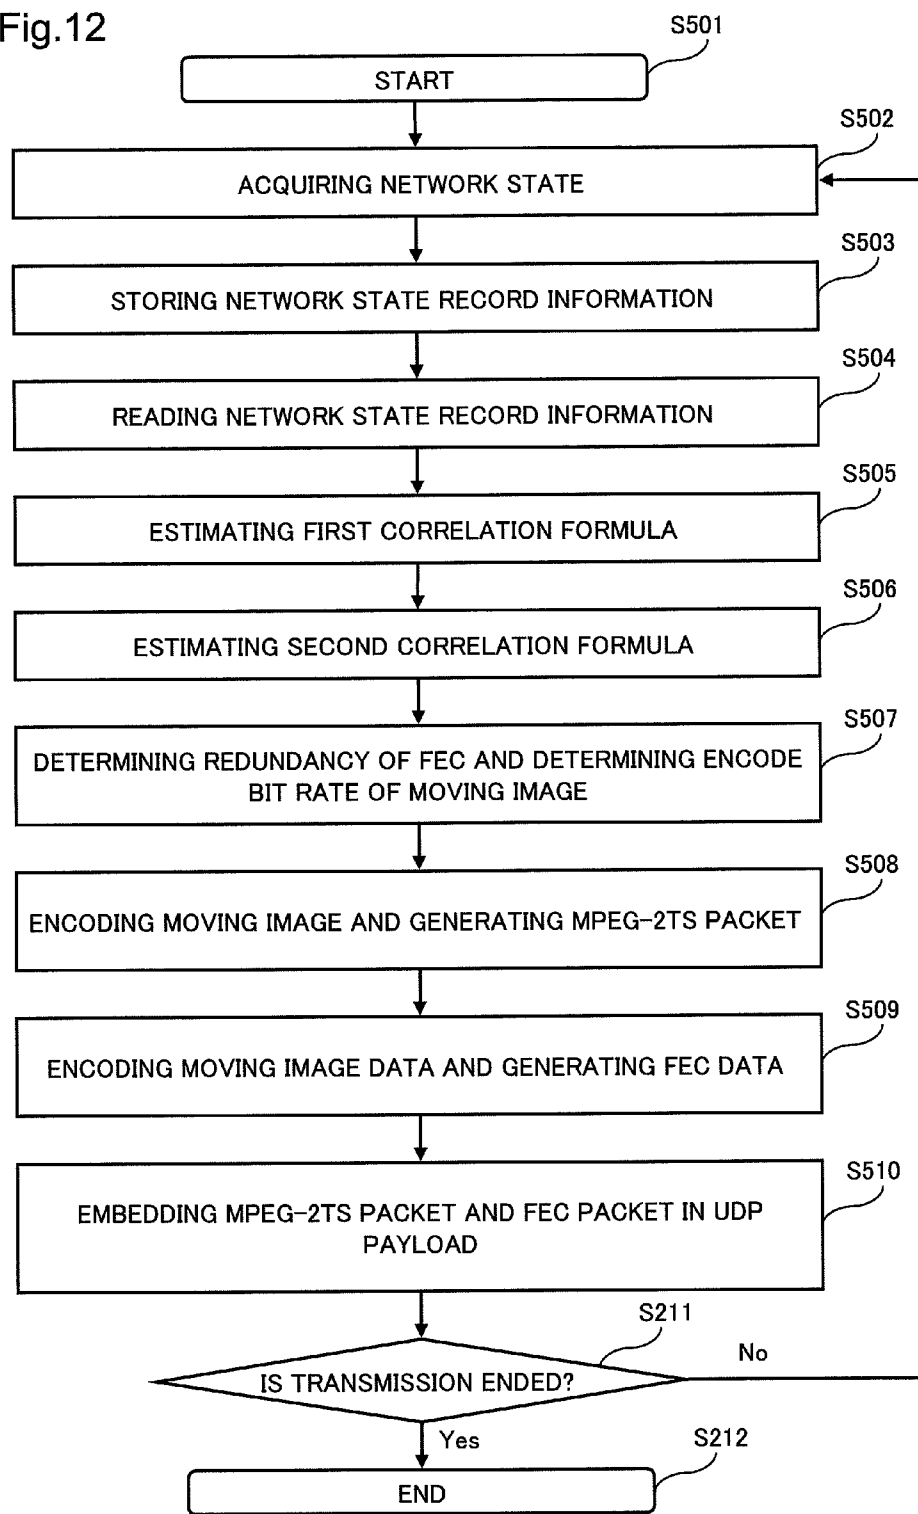 Fig.12
S501
START
S502
ACQUIRING NETWORK STATE
S503
STORING NETWORK STATE RECORD INFORMATION
S504
READING NETWORK STATE RECORD INFORMATION
S505
ESTIMATING FIRST CORRELATION FORMULA
S506
ESTIMATING SECOND CORRELATION FORMULA
S507
DETERMINING REDUNDANCY OF FEC AND DETERMINING ENCODE
BIT RATE OF MOVING IMAGE
S508
ENCODING MOVING IMAGE AND GENERATING MPEG-2TS PACKET
S509
ENCODING MOVING IMAGE DATA AND GENERATING FEC DATA
S510
EMBEDDING MPEG-2TS PACKET AND FEC PACKET IN UDP
PAYLOAD
S211
No
IS TRANSMISSION ENDED?
Yes
S212
END